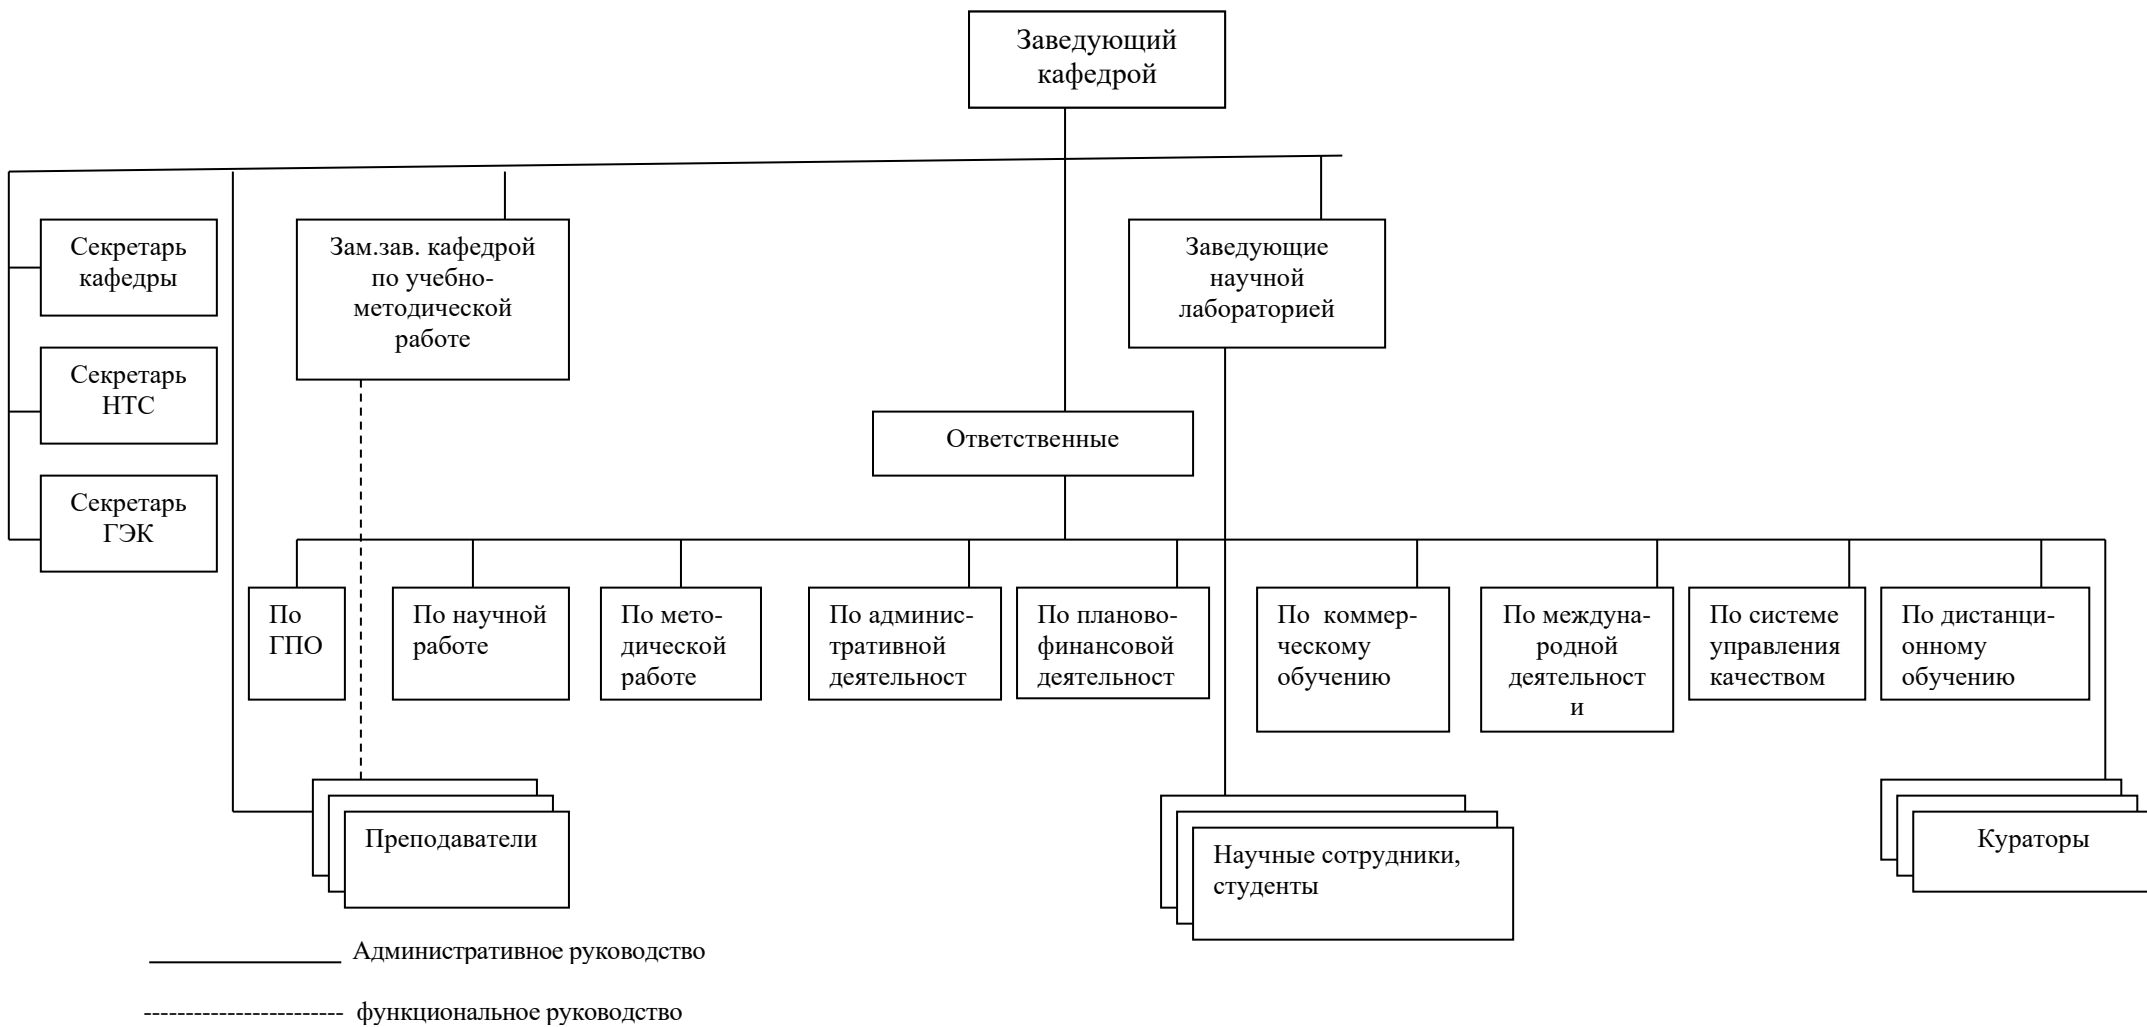 Заведующий
кафедрой
Секретарь
кафедры
Зам.зав. кафедрой
по учебно-
методической
работе
Заведующие
научной
лабораторией
Секретарь
НТС
Ответственные
Секретарь
ГЭК
По
ГПО
По научной
работе
По мето-
дической
работе
По админис-
тративной
деятельност
По планово-
финансовой
деятельност
По коммер-
ческому
обучению
По междуна-
родной
деятельност
и
По системе
управления
качеством
По дистанци-
онному
обучению
Преподаватели
Научные сотрудники,
студенты
Кураторы
Административное руководство
функциональное руководство